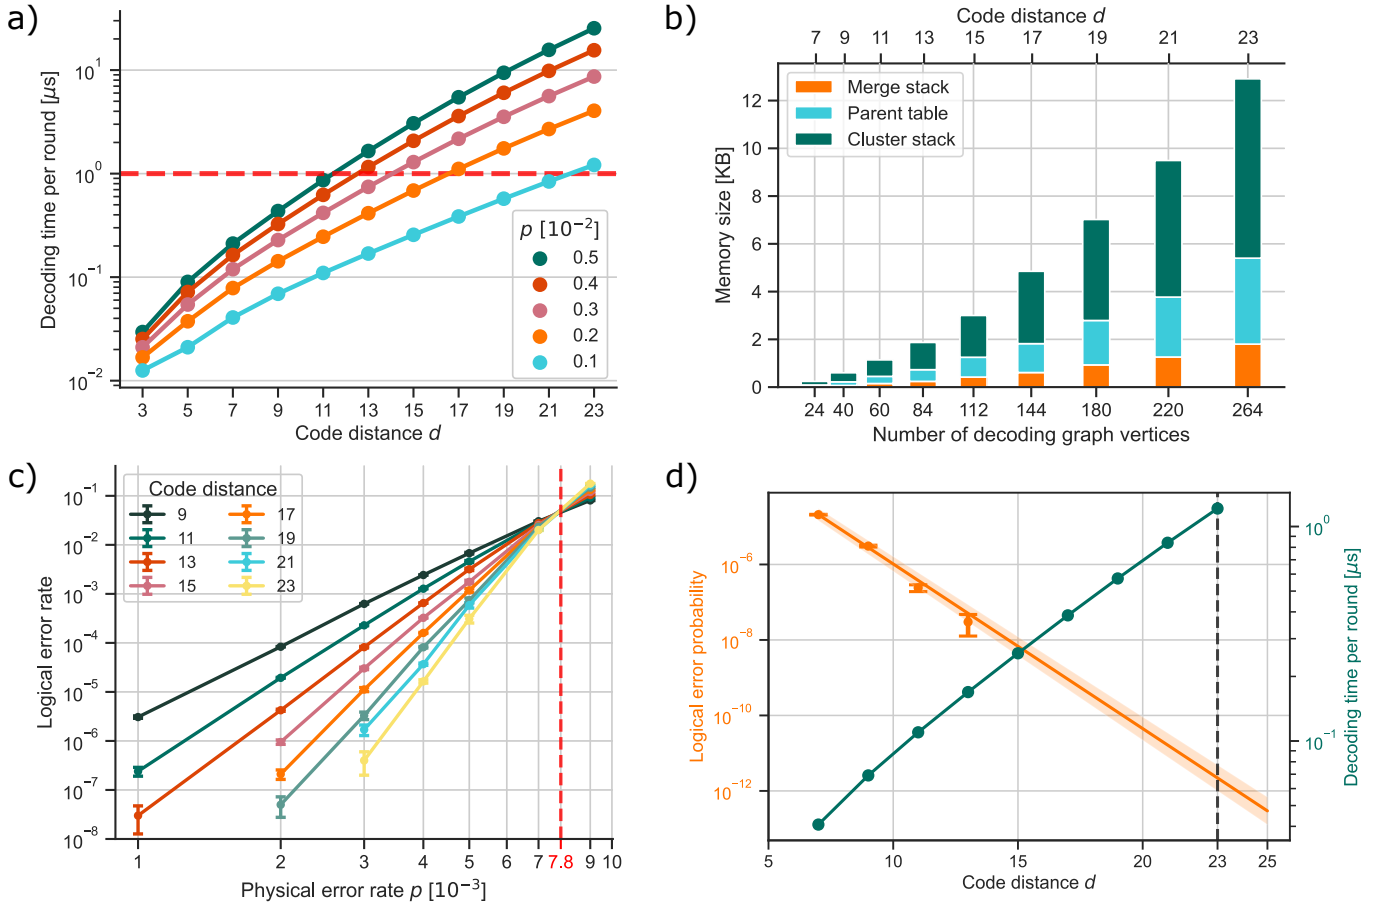 a)
Decoding time per round [μs]
10¹
10⁰
10⁻¹
10⁻²
3 5 7 9 11 13 15 17 19 21 23
Code distance d
p [10⁻²]
0.5
0.4
0.3
0.2
0.1
b)
Code distance d
7 9 11 13 15 17 19 21 23
Merge stack
Parent table
Cluster stack
Memory size [KB]
12
10
8
6
4
2
0
24 40 60 84 112 144 180 220 264
Number of decoding graph vertices
c)
Code distance
9 17
11 19
13 21
15 23
Logical error rate
10⁻¹
10⁻²
10⁻³
10⁻⁴
10⁻⁵
10⁻⁶
10⁻⁷
10⁻⁸
1 2 3 4 5 6 7 7.8 9 10
Physical error rate p [10⁻³]
d)
Logical error probability
10⁻⁶
10⁻⁸
10⁻¹⁰
10⁻¹²
5 10 15 20 23 25
Code distance d
10⁰
10⁻¹
Decoding time per round [μs]